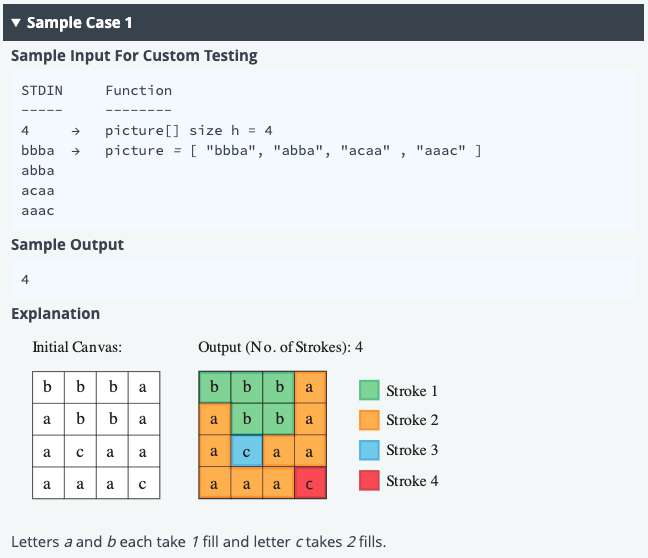 ▼ Sample Case 1
Sample Input For Custom Testing
STDIN Function
----- --------
4 → picture[] size h = 4
bbba → picture = [ "bbba", "abba", "acaa" , "aaac" ]
abba
acaa
aaac
Sample Output
4
Explanation
Initial Canvas: Output (No. of Strokes): 4
b b b a b b b a Stroke 1
a b b a a b b a Stroke 2
a c a a a c a a Stroke 3
a a a c a a a c Stroke 4
Letters a and b each take 1 fill and letter c takes 2 fills.